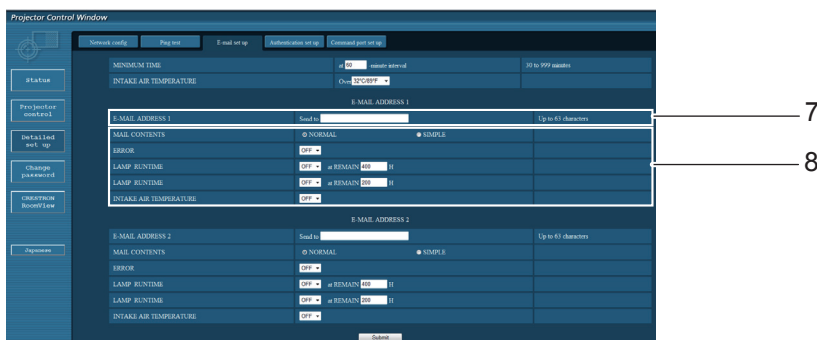 Projector Control Window
Network config Ping test E-mail set up Authentication set up Command port set up
MINIMUM TIME at 60 -minute interval 30 to 999 minutes
Status
INTAKE AIR TEMPERATURE Over 32°C/89°F
E-MAIL ADDRESS 1
Projector control
E-MAIL ADDRESS 1 Send to Up to 63 characters 7
MAIL CONTENTS NORMAL SIMPLE
Detailed set up
ERROR OFF
LAMP RUNTIME OFF at REMAIN 400 H 8
Change password
LAMP RUNTIME OFF at REMAIN 200 H
INTAKE AIR TEMPERATURE OFF
CRESTRON RoomView
E-MAIL ADDRESS 2
E-MAIL ADDRESS 2 Send to Up to 63 characters
Japanese
MAIL CONTENTS NORMAL SIMPLE
ERROR OFF
LAMP RUNTIME OFF at REMAIN 400 H
LAMP RUNTIME OFF at REMAIN 200 H
INTAKE AIR TEMPERATURE OFF
Submit